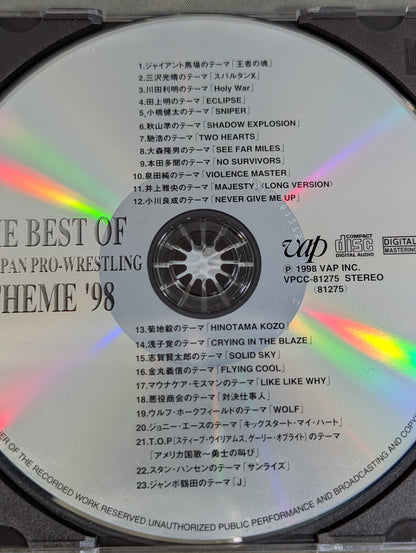 1.ジャイアント馬場のテーマ「王者の魂」
2.三沢光晴のテーマ「スパルタンX」
3.川田利明のテーマ「Holy War」
4.田上明のテーマ「ECLIPSE」
5.小橋健太のテーマ「SNIPER」
6.秋山準のテーマ「SHADOW EXPLOSION」
7.馳浩のテーマ「TWO HEARTS」
8.大森隆男のテーマ「SEE FAR MILES」
9.本田多聞のテーマ「NO SURVIVORS」
10.泉田純のテーマ「VIOLENCE MASTER」
11.井上雅央のテーマ「MAJESTY」〈LONG VERSION〉
12.小川良成のテーマ「NEVER GIVE ME UP」
BEST OF
PRO-WRESTLING
THEME '98
vap
COMPACT
disc
DIGITAL AUDIO
DIGITAL
MASTERING
Ⓟ 1998 VAP INC.
VPCC-81275 STEREO
(81275)
13.菊地毅のテーマ「HINOTAMA KOZO」
14.浅子覚のテーマ「CRYING IN THE BLAZE」
15.志賀賢太郎のテーマ「SOLID SKY」
16.金丸義信のテーマ「FLYING COOL」
17.マウナケア・モスマンのテーマ「LIKE LIKE WHY」
18.悪役商会のテーマ「対決仕事人」
19.ウルフ・ホークフィールドのテーマ「WOLF」
20.ジョニー・エースのテーマ「キックスタート・マイ・ハート」
21.T.O.P(スティーブ・ウイリアムス、ゲーリー・オブライト)のテーマ
「アメリカ国歌〜勇士の叫び」
22.スタン・ハンセンのテーマ「サンライズ」
23.ジャンボ鶴田のテーマ「J」
OF THE RECORDED WORK RESERVED UNAUTHORIZED PUBLIC PERFORMANCE AND BROADCASTING AND